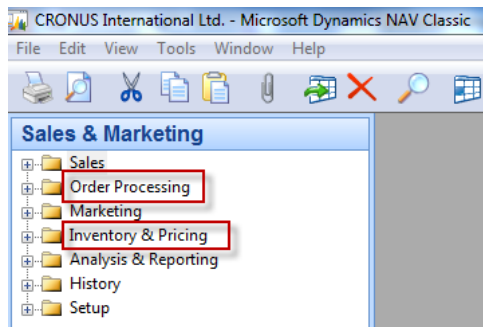 CRONUS International Ltd. - Microsoft Dynamics NAV Classic
File Edit View Tools Window Help
Sales & Marketing
Sales
Order Processing
Marketing
Inventory & Pricing
Analysis & Reporting
History
Setup